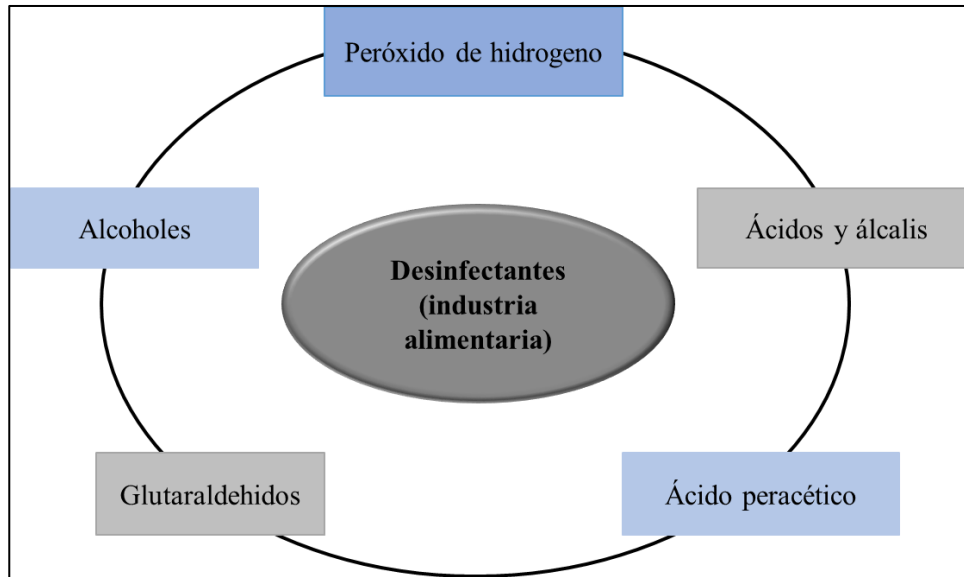 Peróxido de hidrogeno
Alcoholes
Ácidos y álcalis
Desinfectantes
(industria
alimentaria)
Glutaraldehidos
Ácido peracético